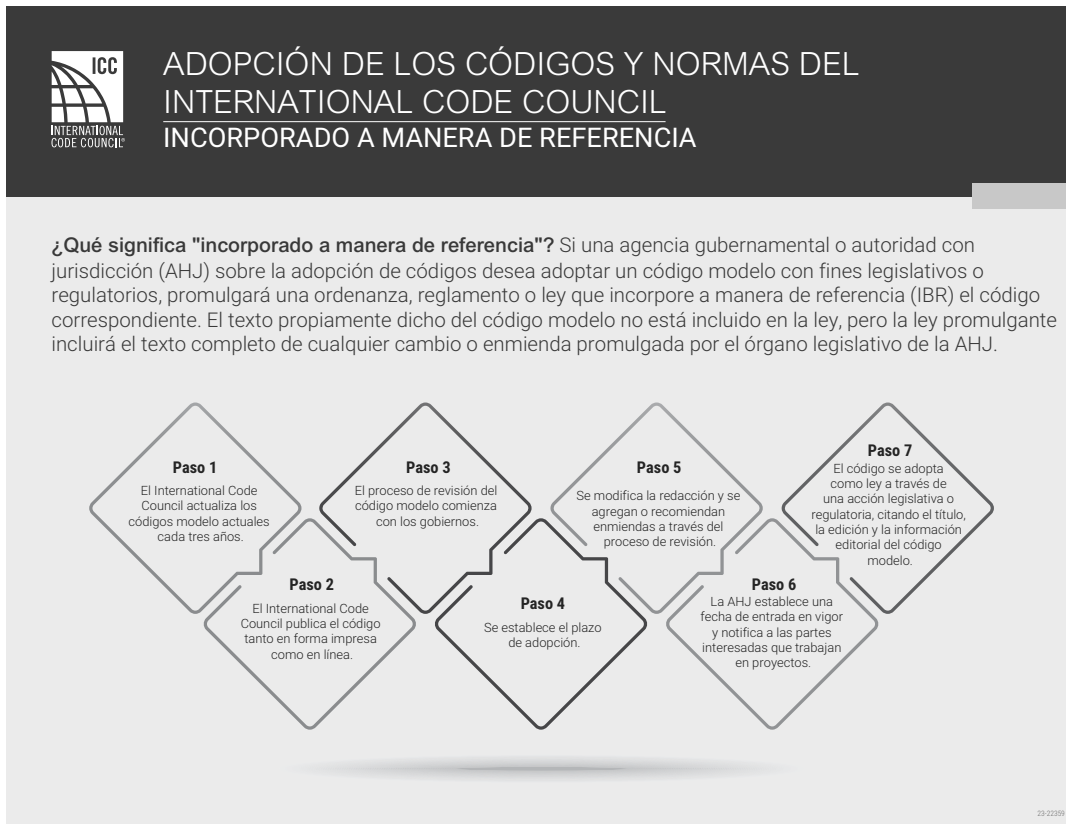 ICC
INTERNATIONAL
CODE COUNCIL®
ADOPCIÓN DE LOS CÓDIGOS Y NORMAS DEL
INTERNATIONAL CODE COUNCIL
INCORPORADO A MANERA DE REFERENCIA
¿Qué significa "incorporado a manera de referencia"? Si una agencia gubernamental o autoridad con
jurisdicción (AHJ) sobre la adopción de códigos desea adoptar un código modelo con fines legislativos o
regulatorios, promulgará una ordenanza, reglamento o ley que incorpore a manera de referencia (IBR) el código
correspondiente. El texto propiamente dicho del código modelo no está incluido en la ley, pero la ley promulgante
incluirá el texto completo de cualquier cambio o enmienda promulgada por el órgano legislativo de la AHJ.
Paso 1
El International Code
Council actualiza los
códigos modelo actuales
cada tres años.
Paso 2
El International Code
Council publica el código
tanto en forma impresa
como en línea.
Paso 3
El proceso de revisión del
código modelo comienza
con los gobiernos.
Paso 4
Se establece el plazo
de adopción.
Paso 5
Se modifica la redacción y se
agregan o recomiendan
enmiendas a través del
proceso de revisión.
Paso 6
La AHJ establece una
fecha de entrada en vigor
y notifica a las partes
interesadas que trabajan
en proyectos.
Paso 7
El código se adopta
como ley a través de
una acción legislativa o
regulatoria, citando el título,
la edición y la información
editorial del código
modelo.
23-22359